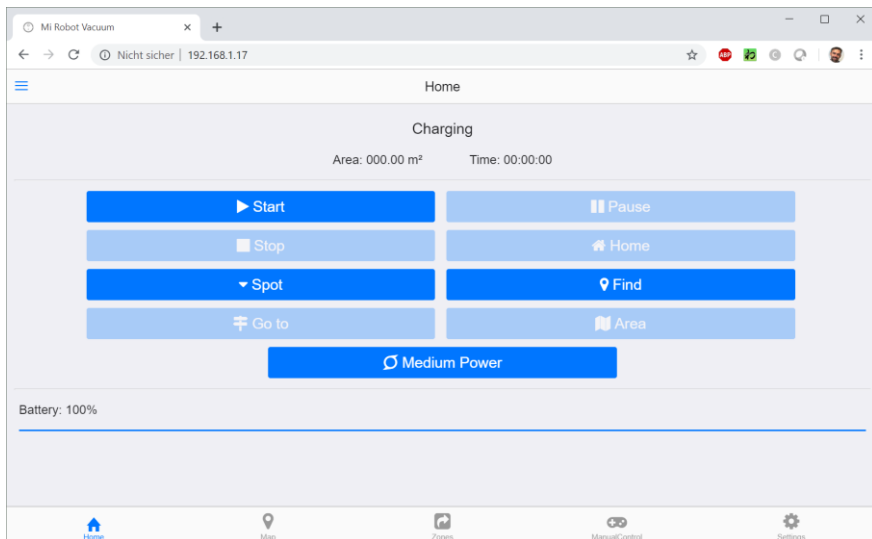 Mi Robot Vacuum
Nicht sicher | 192.168.1.17
ABP
Home
Charging
Area: 000.00 m² Time: 00:00:00
Start Pause
Stop Home
Spot Find
Go to Area
Medium Power
Battery: 100%
Home Map Zones ManualControl Settings